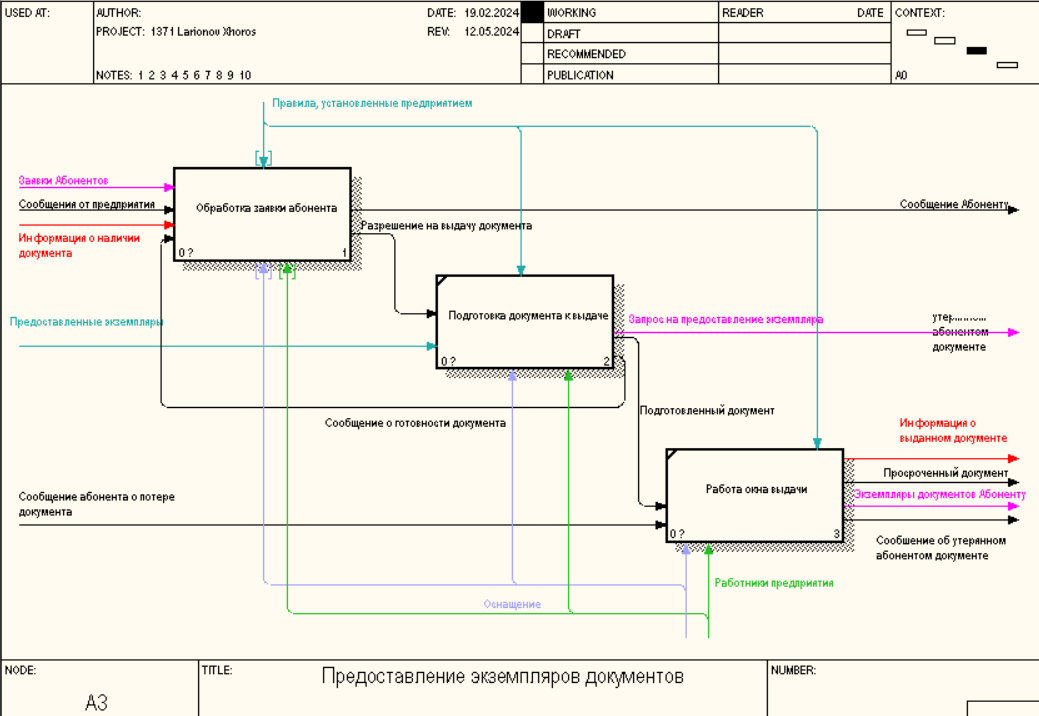 USED AT:
AUTHOR:
DATE: 19.02.2024
WORKING
READER
DATE
CONTEXT:
PROJECT: 1371 Larionov Xhoros
REV: 12.05.2024
DRAFT
RECOMMENDED
NOTES: 1 2 3 4 5 6 7 8 9 10
PUBLICATION
A0
Правила, установленные предприятием
Заявки Абонентов
Сообщения от предприятия
Информация о наличии
документа
Обработка заявки абонента
0 ?
1
Сообщение Абоненту
Разрешение на выдачу документа
Предоставленные экземпляры
Подготовка документа к выдаче
0 ?
2
Запрос на предоставление экземпляра
абонентом
документе
Подготовленный документ
Сообщение о готовности документа
Информация о
выданном документе
Просроченный документ
Экземпляры документов Абоненту
Сообщение абонента о потере
документа
Работа окна выдачи
0 ?
3
Сообшение об утерянном
абонентом документе
Работники предприятия
Оснащение
NODE:
TITLE:
Предоставление экземпляров документов
NUMBER:
A3